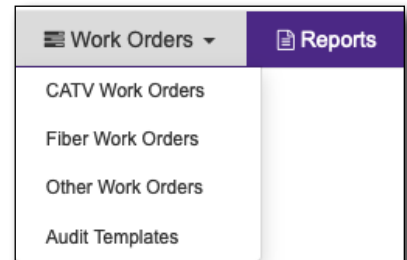 Work Orders Reports
CATV Work Orders
Fiber Work Orders
Other Work Orders
Audit Templates